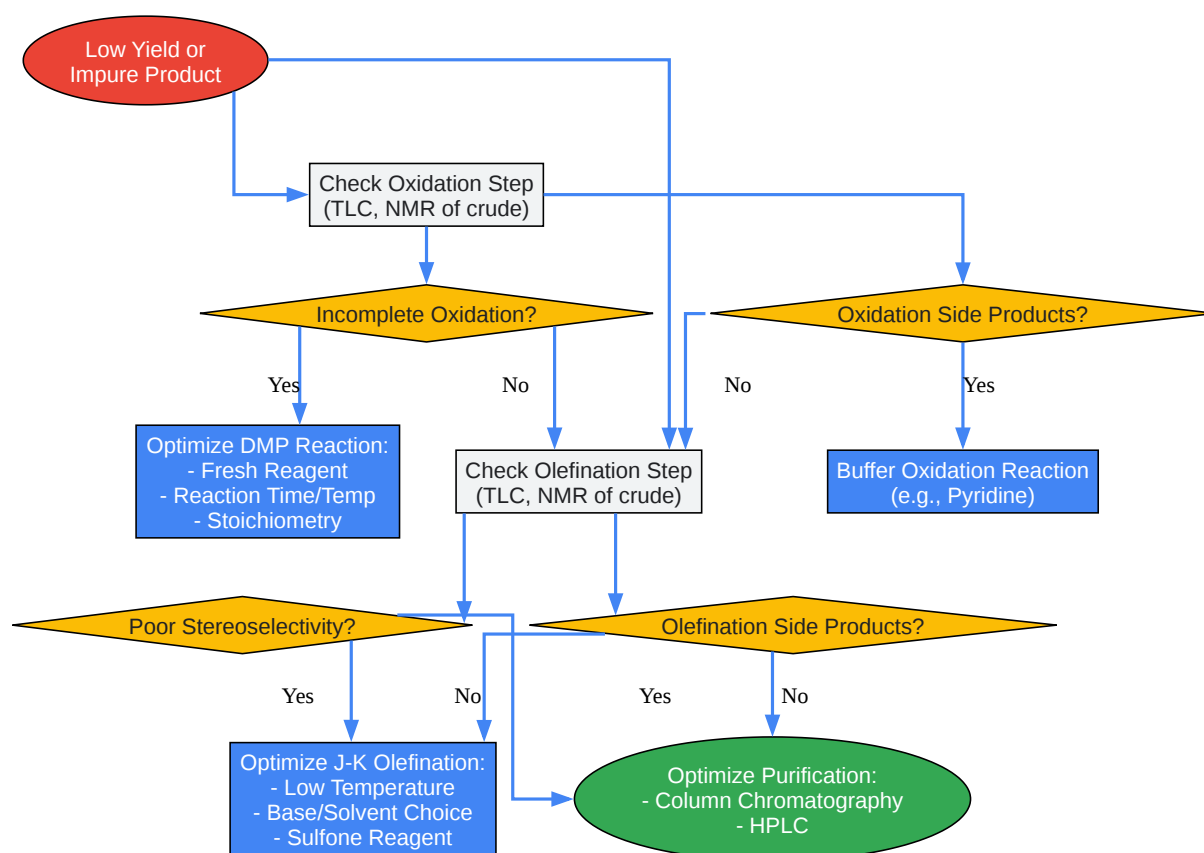 Low Yield or
Impure Product
Check Oxidation Step
(TLC, NMR of crude)
Incomplete Oxidation?
Oxidation Side Products?
Yes
No
No
Yes
Optimize DMP Reaction:
- Fresh Reagent
- Reaction Time/Temp
- Stoichiometry
Check Olefination Step
(TLC, NMR of crude)
Buffer Oxidation Reaction
(e.g., Pyridine)
Poor Stereoselectivity?
Olefination Side Products?
Yes
No
Yes
No
Optimize J-K Olefination:
- Low Temperature
- Base/Solvent Choice
- Sulfone Reagent
Optimize Purification:
- Column Chromatography
- HPLC